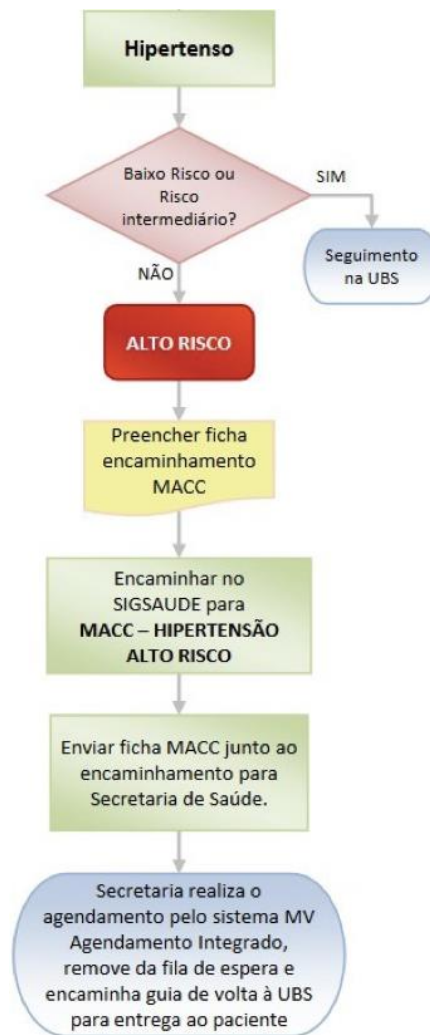 Hipertenso
Baixo Risco ou
Risco
intermediário?
SIM
Seguimento
na UBS
NÃO
ALTO RISCO
Preencher ficha
encaminhamento
MACC
Encaminhar no
SIGSAUDE para
MACC – HIPERTENSÃO
ALTO RISCO
Enviar ficha MACC junto ao
encaminhamento para
Secretaria de Saúde.
Secretaria realiza o
agendamento pelo sistema MV
Agendamento Integrado,
remove da fila de espera e
encaminha guia de volta à UBS
para entrega ao paciente